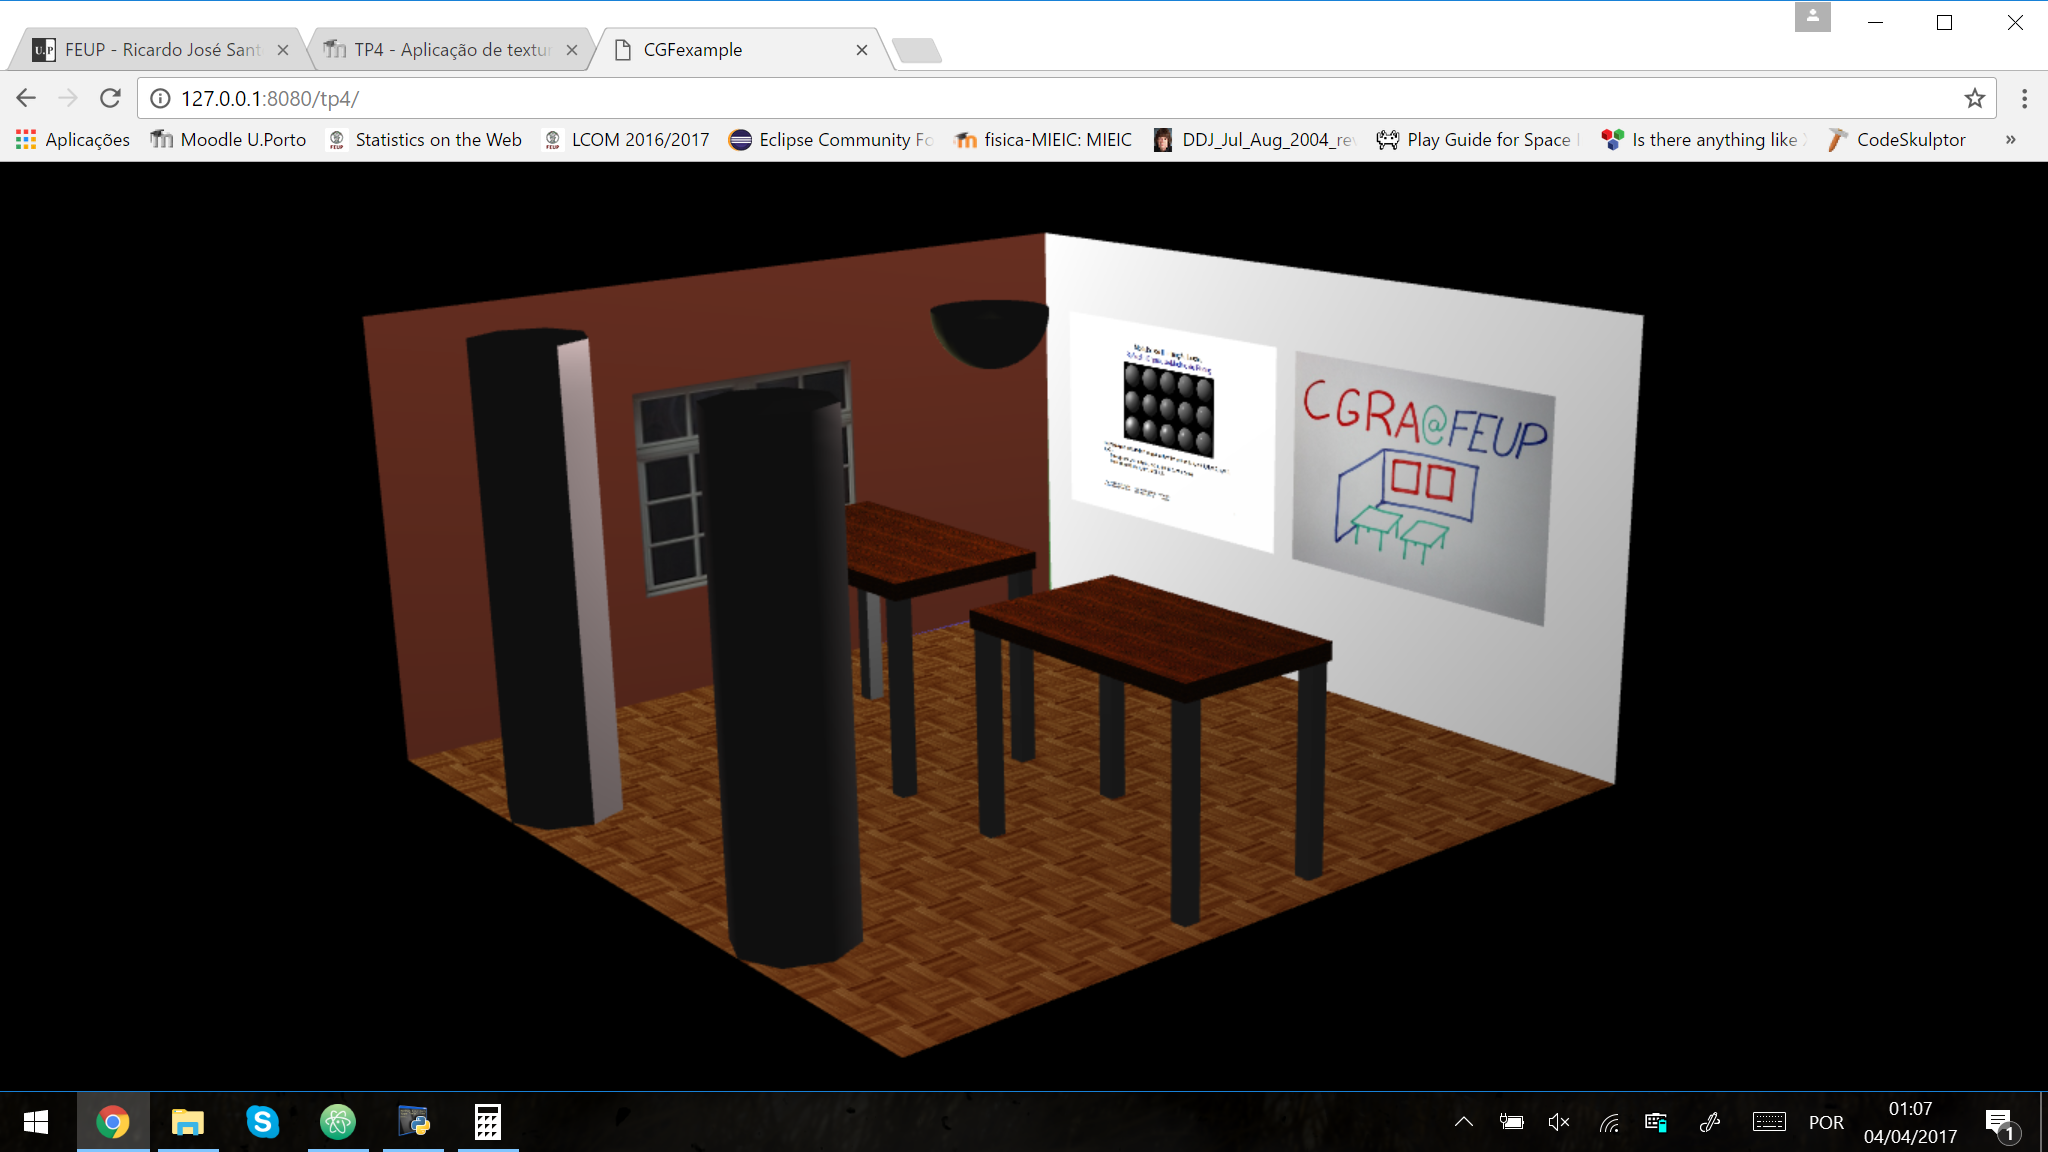 FEUP - Ricardo José Sant
TP4 - Aplicação de textur
CGFexample
127.0.0.1:8080/tp4/
Aplicações
Moodle U.Porto
Statistics on the Web
LCOM 2016/2017
Eclipse Community Fo
fisica-MIEIC: MIEIC
DDJ_Jul_Aug_2004_rev
Play Guide for Space
Is there anything like
CodeSkulptor
»
CGRA@FEUP
POR
01:07
04/04/2017
1